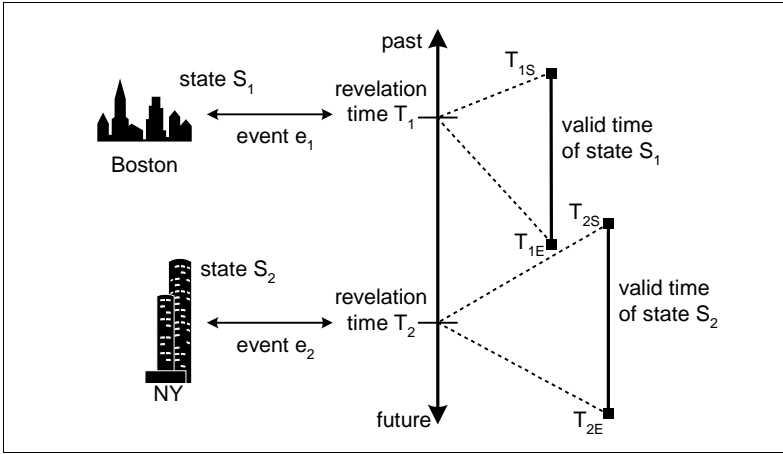 past
T1S
state S1
revelation
time T1
event e1
valid time
of state S1
Boston
T2S
T1E
state S2
revelation
time T2
valid time
of state S2
event e2
NY
future
T2E